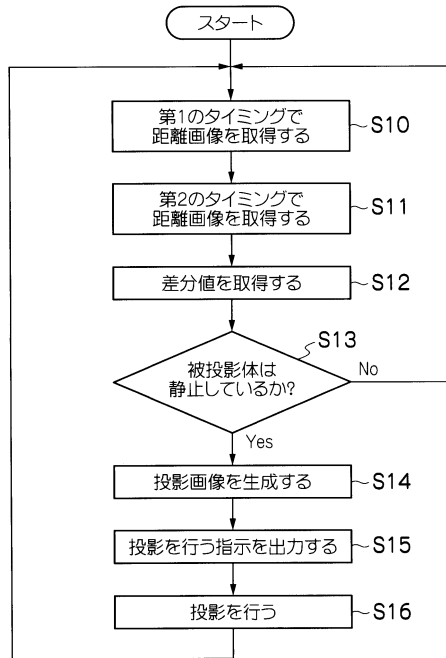 スタート
第1のタイミングで
距離画像を取得する
S10
第2のタイミングで
距離画像を取得する
S11
差分値を取得する
S12
S13
被投影体は
静止しているか?
No
Yes
投影画像を生成する
S14
投影を行う指示を出力する
S15
投影を行う
S16